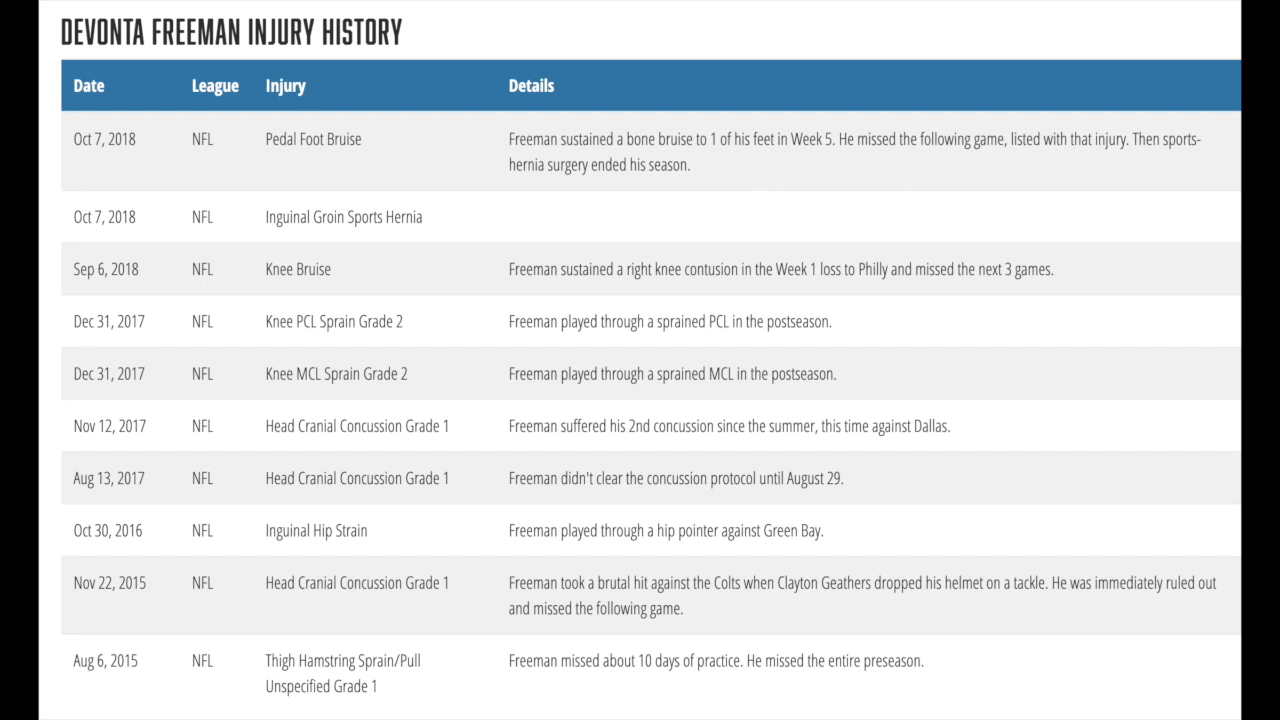 DEVONTA FREEMAN INJURY HISTORY
Date League Injury Details
Oct 7, 2018 NFL Pedal Foot Bruise Freeman sustained a bone bruise to 1 of his feet in Week 5. He missed the following game, listed with that injury. Then sports-
hernia surgery ended his season.
Oct 7, 2018 NFL Inguinal Groin Sports Hernia
Sep 6, 2018 NFL Knee Bruise Freeman sustained a right knee contusion in the Week 1 loss to Philly and missed the next 3 games.
Dec 31, 2017 NFL Knee PCL Sprain Grade 2 Freeman played through a sprained PCL in the postseason.
Dec 31, 2017 NFL Knee MCL Sprain Grade 2 Freeman played through a sprained MCL in the postseason.
Nov 12, 2017 NFL Head Cranial Concussion Grade 1 Freeman suffered his 2nd concussion since the summer, this time against Dallas.
Aug 13, 2017 NFL Head Cranial Concussion Grade 1 Freeman didn't clear the concussion protocol until August 29.
Oct 30, 2016 NFL Inguinal Hip Strain Freeman played through a hip pointer against Green Bay.
Nov 22, 2015 NFL Head Cranial Concussion Grade 1 Freeman took a brutal hit against the Colts when Clayton Geathers dropped his helmet on a tackle. He was immediately ruled out
and missed the following game.
Aug 6, 2015 NFL Thigh Hamstring Sprain/Pull Freeman missed about 10 days of practice. He missed the entire preseason.
Unspecified Grade 1